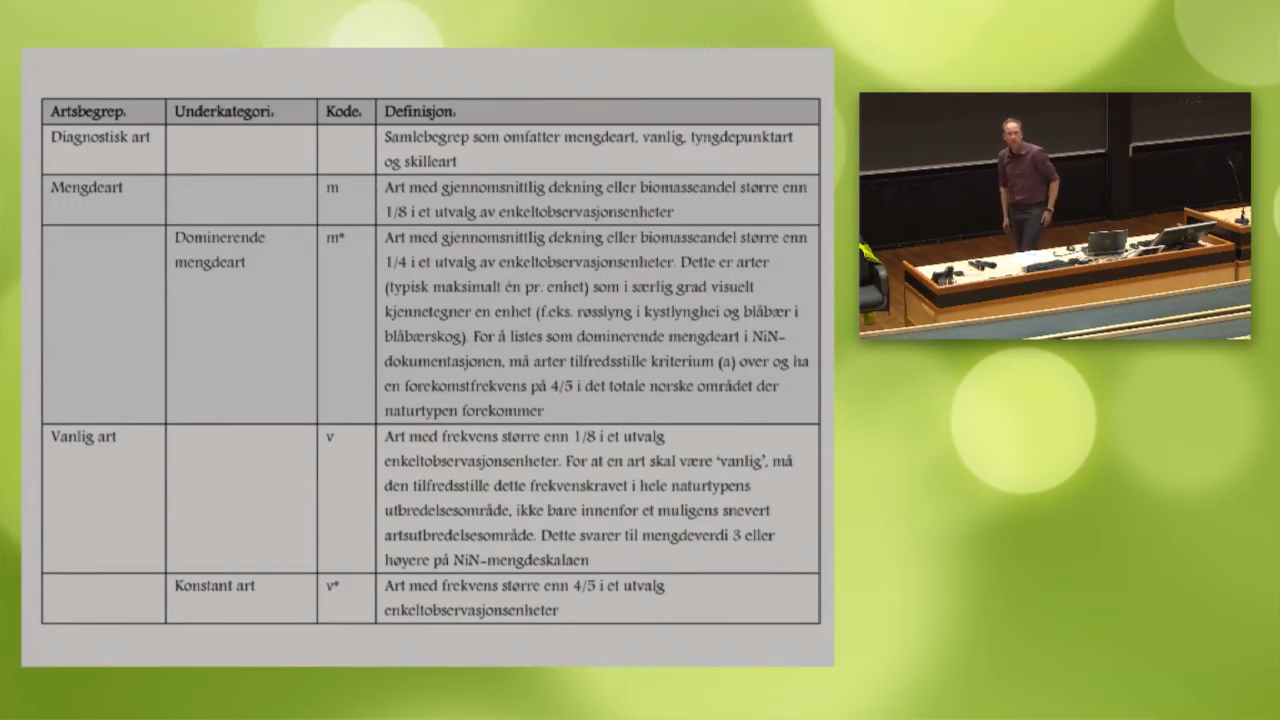 Artsbegrep. Underkategori. Kode. Definisjon.
Diagnostisk art Samlebegrep som omfatter mengdeart, vanlig, tyngdepunktart
og skilleart
Mengdeart m Art med gjennomsnittlig dekning eller biomasseandel større enn
1/8 i et utvalg av enkeltobservasjonsenheter
Dominerende m* Art med gjennomsnittlig dekning eller biomasseandel større enn
mengdeart 1/4 i et utvalg av enkeltobservasjonsenheter. Dette er arter
(typisk maksimalt én pr. enhet) som i særlig grad visuelt
kjennetegner en enhet (f.eks. røsslyng i kystlynghei og blåbær i
blåbærskog). For å listes som dominerende mengdeart i NiN-
dokumentasjonen, må arter tilfredsstille kriterium (a) over og ha
en forekomstfrekvens på 4/5 i det totale norske området der
naturtypen forekommer
Vanlig art v Art med frekvens større enn 1/8 i et utvalg
enkeltobservasjonsenheter. For at en art skal være ‘vanlig’, må
den tilfredsstille dette frekvenskravet i hele naturtypens
utbredelsesområde, ikke bare innenfor et muligens snevert
artsutbredelsesområde. Dette svarer til mengdeverdi 3 eller
høyere på NiN-mengdeskalaen
Konstant art v* Art med frekvens større enn 4/5 i et utvalg
enkeltobservasjonsenheter